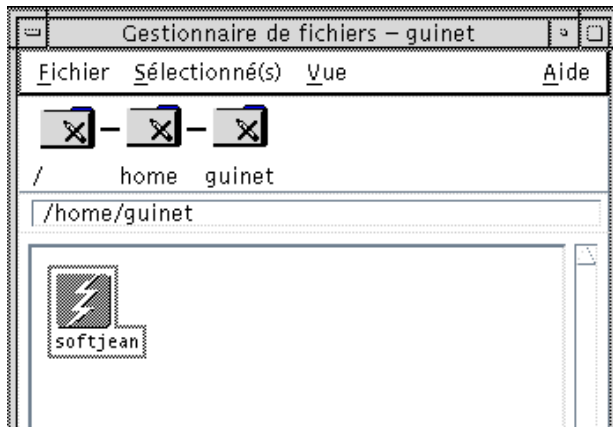 Gestionnaire de fichiers – guinet
Fichier Sélectionné(s) Vue Aide
/ home guinet
/home/guinet
softjean